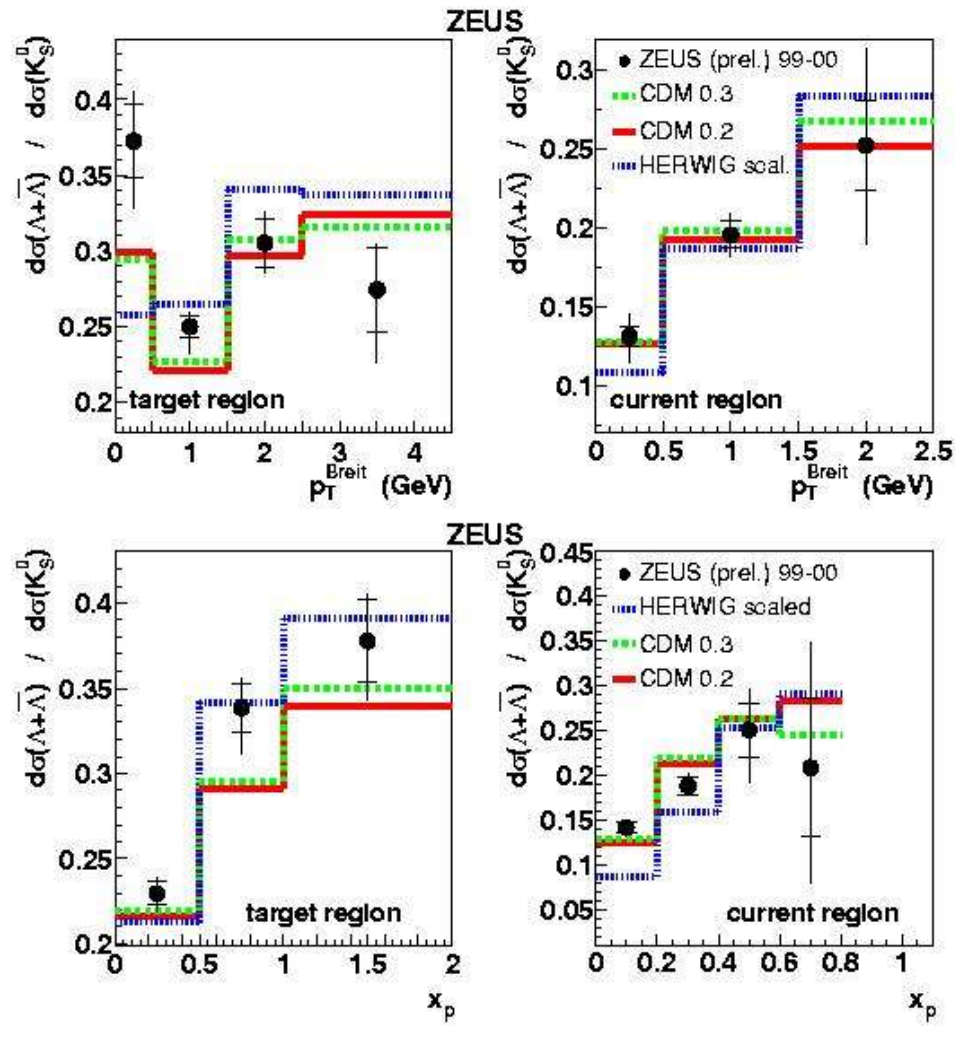 ZEUS
dσ(Λ+Λ̅) / dσ(K⁰_S)
0.4
0.35
0.3
0.25
0.2
target region
0 1 2 3 4
p_T^Breit (GeV)
dσ(Λ+Λ̅) / dσ(K⁰_S)
0.3
0.25
0.2
0.15
0.1
ZEUS (prel.) 99-00
CDM 0.3
CDM 0.2
HERWIG scal.
current region
0 0.5 1 1.5 2 2.5
p_T^Breit (GeV)
ZEUS
dσ(Λ+Λ̅) / dσ(K⁰_S)
0.4
0.35
0.3
0.25
0.2
target region
0 0.5 1 1.5 2
x_p
dσ(Λ+Λ̅) / dσ(K⁰_S)
0.45
0.4
0.35
0.3
0.25
0.2
0.15
0.1
0.05
ZEUS (prel.) 99-00
HERWIG scaled
CDM 0.3
CDM 0.2
current region
0 0.2 0.4 0.6 0.8 1
x_p